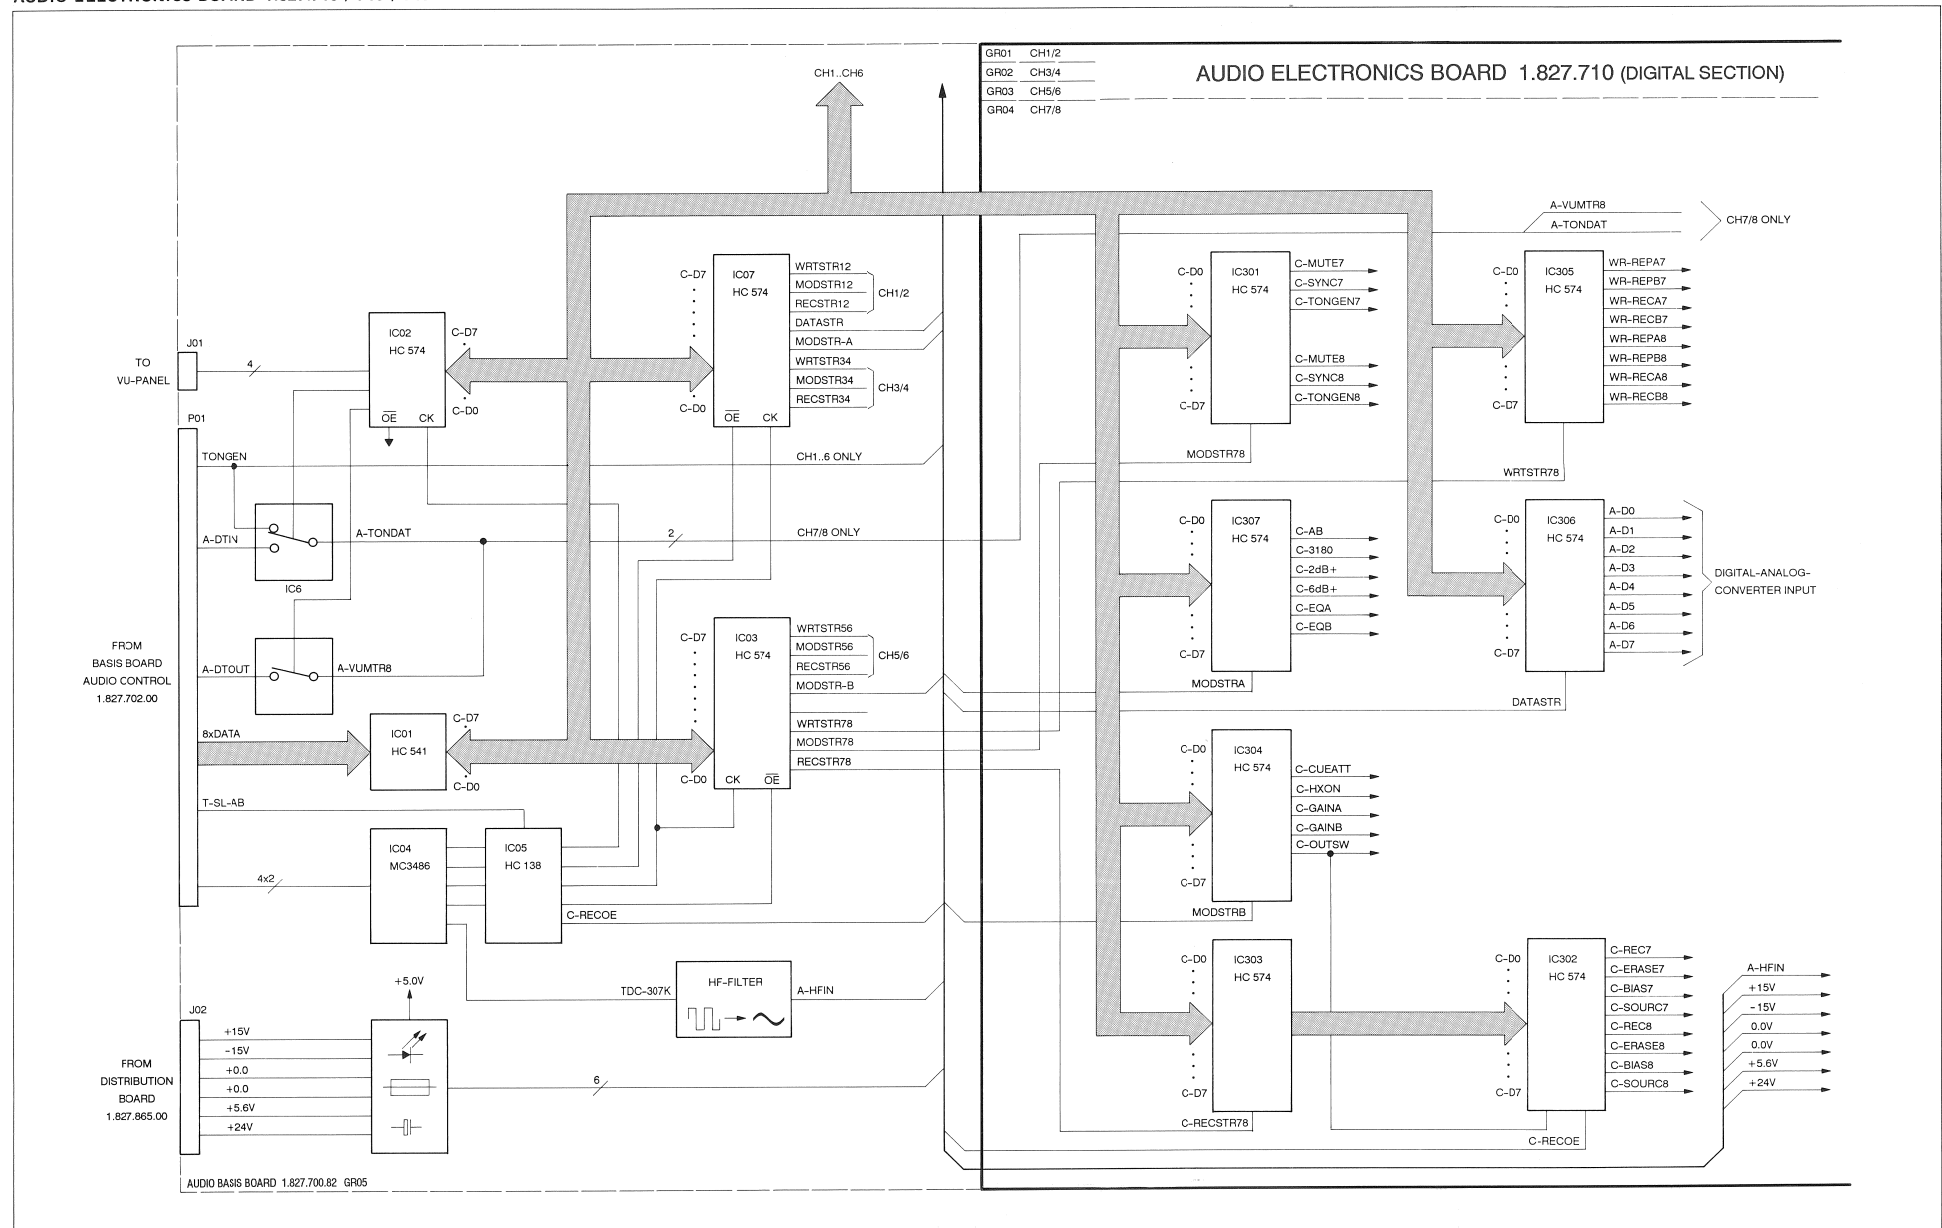 GR01 CH1/2
GR02 CH3/4
GR03 CH5/6
GR04 CH7/8
AUDIO ELECTRONICS BOARD 1.827.710 (DIGITAL SECTION)
CH1..CH6
A-VUMTR8
A-TONDAT
CH7/8 ONLY
J01
TO
VU-PANEL
4
IC02
HC 574
C-D7
C-D0
OE CK
C-D7
C-D0
IC07
HC 574
OE CK
WRTSTR12
MODSTR12
RECSTR12
CH1/2
DATASTR
MODSTR-A
WRTSTR34
MODSTR34
RECSTR34
CH3/4
P01
TONGEN
CH1..6 ONLY
A-DTIN
A-TONDAT
2
CH7/8 ONLY
IC6
A-DTOUT
A-VUMTR8
FROM
BASIS BOARD
AUDIO CONTROL
1.827.702.00
8xDATA
IC01
HC 541
C-D7
C-D0
C-D7
C-D0
IC03
HC 574
CK OE
WRTSTR56
MODSTR56
RECSTR56
CH5/6
MODSTR-B
WRTSTR78
MODSTR78
RECSTR78
T-SL-AB
4x2
IC04
MC3486
IC05
HC 138
C-RECOE
TDC-307K
HF-FILTER
A-HFIN
J02
+5.0V
+15V
-15V
+0.0
+0.0
+5.6V
+24V
FROM
DISTRIBUTION
BOARD
1.827.865.00
6
AUDIO BASIS BOARD 1.827.700.82 GR05
C-D0
C-D7
IC301
HC 574
C-MUTE7
C-SYNC7
C-TONGEN7
C-MUTE8
C-SYNC8
C-TONGEN8
MODSTR78
C-D0
C-D7
IC305
HC 574
WR-REPA7
WR-REPB7
WR-RECA7
WR-RECB7
WR-REPA8
WR-REPB8
WR-RECA8
WR-RECB8
WRTSTR78
C-D0
C-D7
IC307
HC 574
C-AB
C-3180
C-2dB+
C-6dB+
C-EQA
C-EQB
MODSTRA
C-D0
C-D7
IC306
HC 574
A-D0
A-D1
A-D2
A-D3
A-D4
A-D5
A-D6
A-D7
DIGITAL-ANALOG-
CONVERTER INPUT
DATASTR
C-D0
C-D7
IC304
HC 574
C-CUEATT
C-HXON
C-GAINA
C-GAINB
C-OUTSW
MODSTRB
C-D0
C-D7
IC303
HC 574
C-RECSTR78
C-D0
C-D7
IC302
HC 574
C-REC7
C-ERASE7
C-BIAS7
C-SOURC7
C-REC8
C-ERASE8
C-BIAS8
C-SOURC8
C-RECOE
A-HFIN
+15V
-15V
0.0V
0.0V
+5.6V
+24V